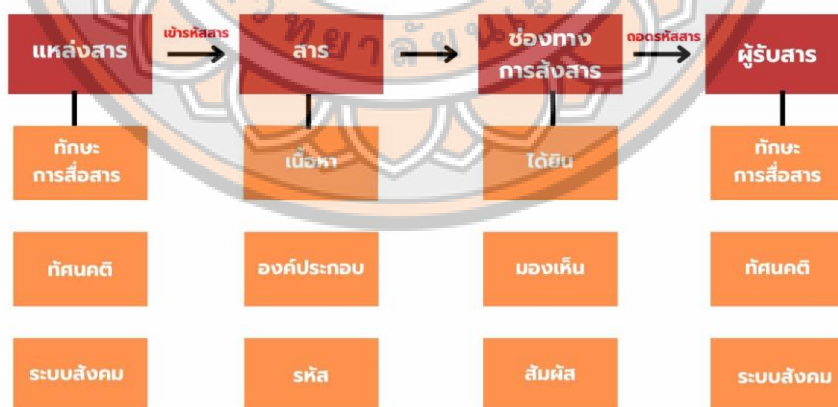 แหล่งสาร
เข้ารหัสสาร
สาร
ช่องทาง
การส่งสาร
ถอดรหัสสาร
ผู้รับสาร
ทักษะ
การสื่อสาร
เนื้อหา
ได้ยิน
ทักษะ
การสื่อสาร
ทัศนคติ
องค์ประกอบ
มองเห็น
ทัศนคติ
ระบบสังคม
รหัส
สัมผัส
ระบบสังคม